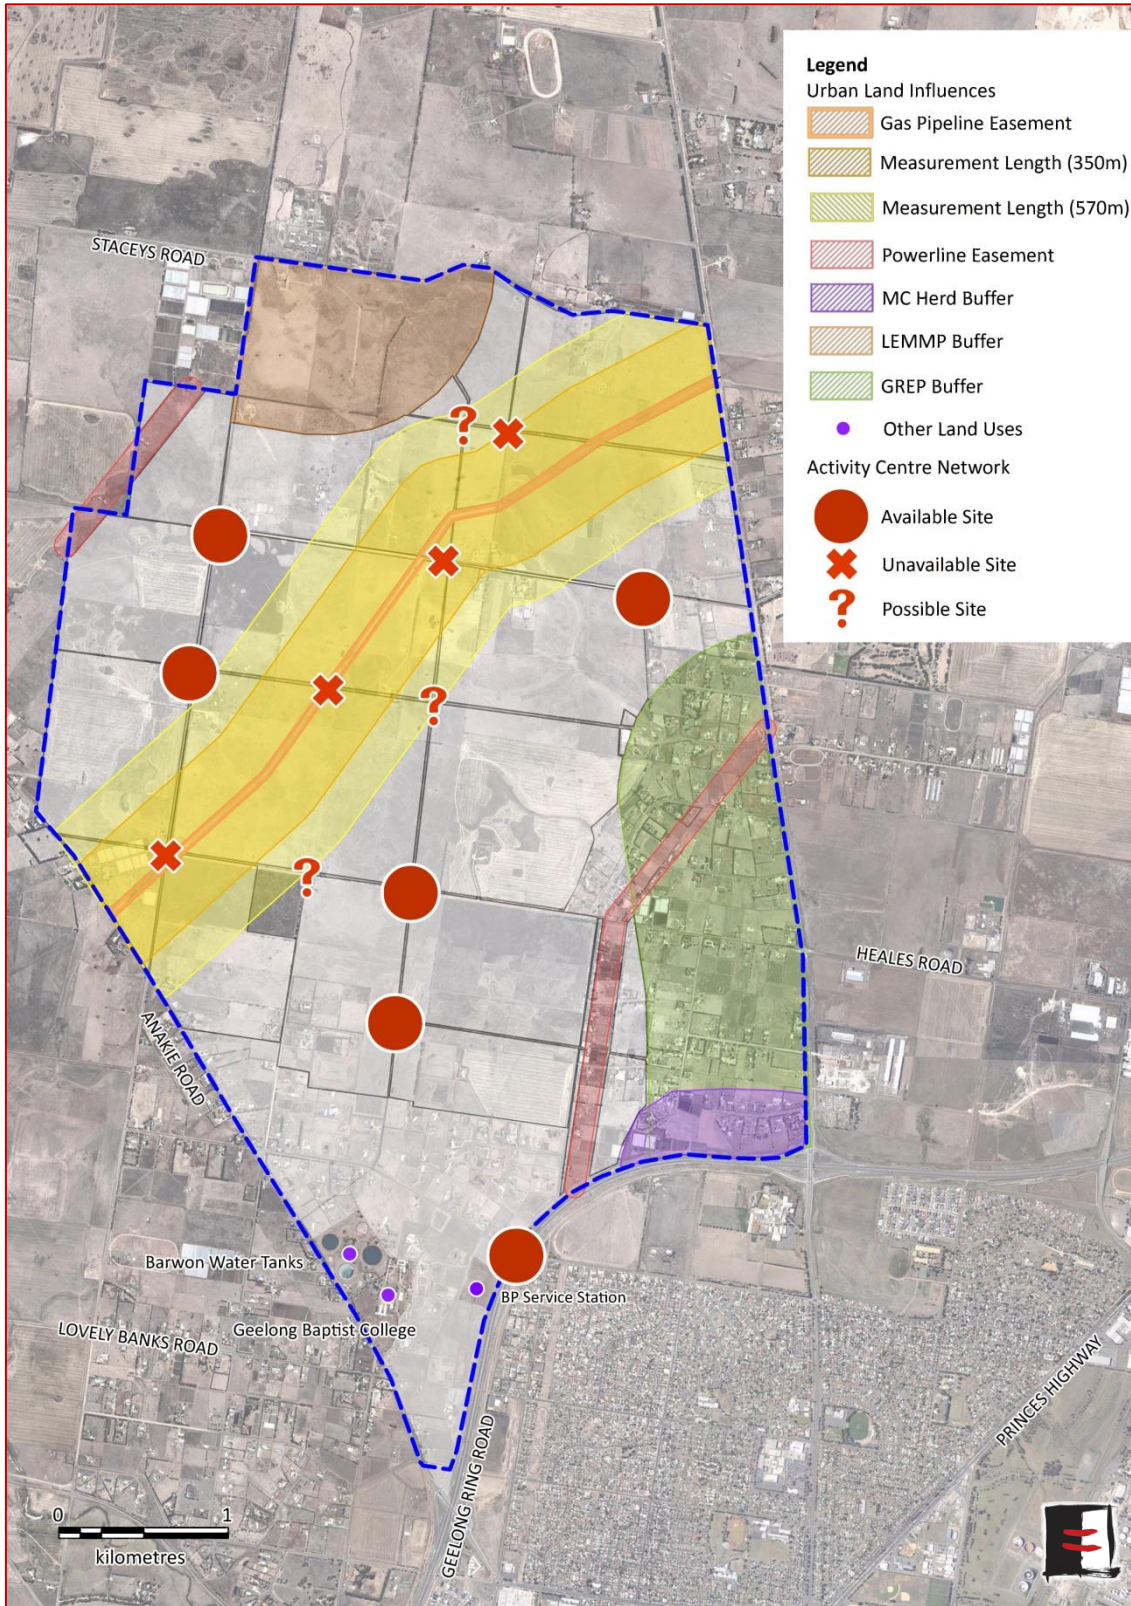 Legend
Urban Land Influences
Gas Pipeline Easement
Measurement Length (350m)
Measurement Length (570m)
Powerline Easement
MC Herd Buffer
LEMMP Buffer
GREP Buffer
Other Land Uses
Activity Centre Network
Available Site
Unavailable Site
? Possible Site
STACEYS ROAD
?
?
?
HEALES ROAD
ANAKIE ROAD
Barwon Water Tanks
BP Service Station
Geelong Baptist College
LOVELY BANKS ROAD
PRINCES HIGHWAY
GEELONG RING ROAD
0 1
kilometres